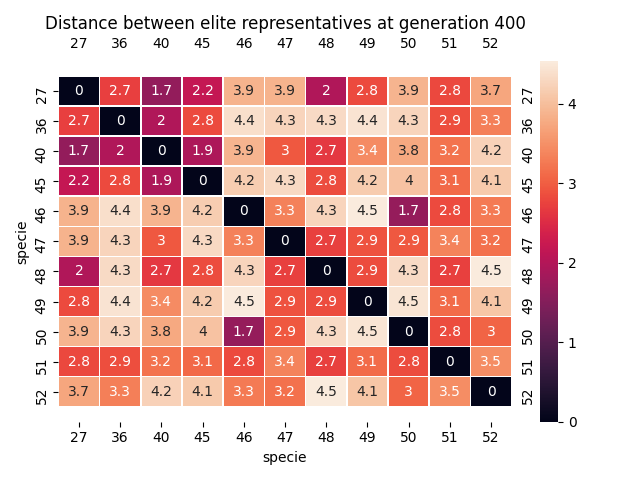 Distance between elite representatives at generation 400
27 36 40 45 46 47 48 49 50 51 52
27 0 2.7 1.7 2.2 3.9 3.9 2 2.8 3.9 2.8 3.7 27
36 2.7 0 2 2.8 4.4 4.3 4.3 4.4 4.3 2.9 3.3 36
40 1.7 2 0 1.9 3.9 3 2.7 3.4 3.8 3.2 4.2 40
45 2.2 2.8 1.9 0 4.2 4.3 2.8 4.2 4 3.1 4.1 45
46 3.9 4.4 3.9 4.2 0 3.3 4.3 4.5 1.7 2.8 3.3 46
47 3.9 4.3 3 4.3 3.3 0 2.7 2.9 2.9 3.4 3.2 47
48 2 4.3 2.7 2.8 4.3 2.7 0 2.9 4.3 2.7 4.5 48
49 2.8 4.4 3.4 4.2 4.5 2.9 2.9 0 4.5 3.1 4.1 49
50 3.9 4.3 3.8 4 1.7 2.9 4.3 4.5 0 2.8 3 50
51 2.8 2.9 3.2 3.1 2.8 3.4 2.7 3.1 2.8 0 3.5 51
52 3.7 3.3 4.2 4.1 3.3 3.2 4.5 4.1 3 3.5 0 52
27 36 40 45 46 47 48 49 50 51 52
specie
specie
4
3
2
1
0